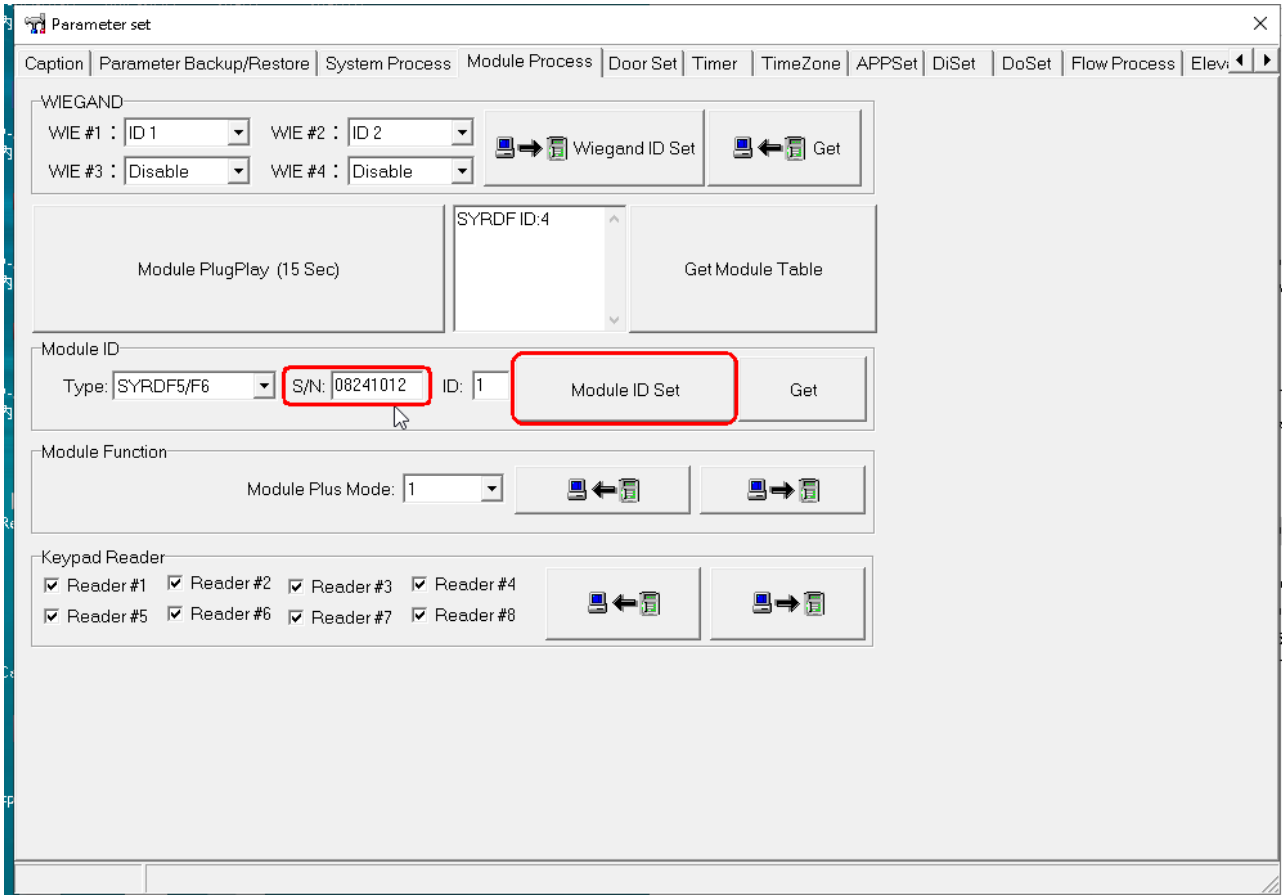 Parameter set
Caption Parameter Backup/Restore System Process Module Process Door Set Timer TimeZone APPSet DiSet DoSet Flow Process
WIEGAND
WIE #1： ID 1 WIE #2： ID 2 Wiegand ID Set Get
WIE #3： Disable WIE #4： Disable
SYRDF ID:4
Module PlugPlay (15 Sec) Get Module Table
Module ID
Type: SYRDF5/F6 S/N: 08241012 ID: 1 Module ID Set Get
Module Function
Module Plus Mode: 1
Keypad Reader
Reader #1 Reader #2 Reader #3 Reader #4
Reader #5 Reader #6 Reader #7 Reader #8